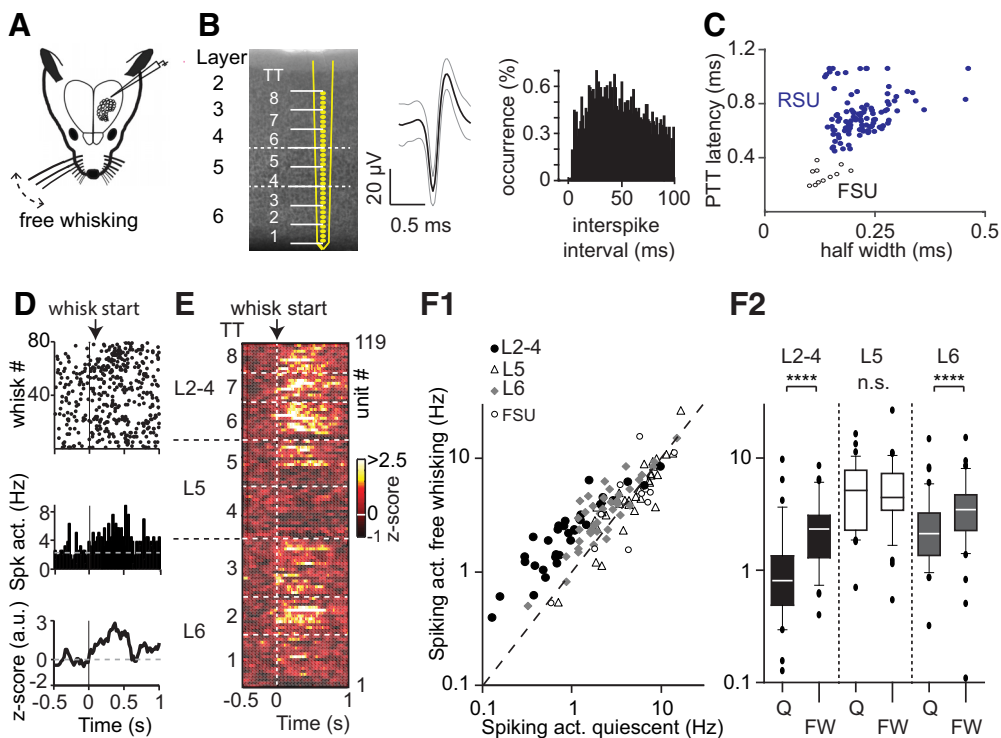 A
free whisking
B
Layer
2
3
4
5
6
TT
8
7
6
5
4
3
2
1
20 µV
0.5 ms
occurrence (%)
0.6
0.3
0
0
50
100
interspike
interval (ms)
C
PTT latency (ms)
1.2
0.8
0.4
RSU
FSU
0
0.25
0.5
half width (ms)
D
whisk start
whisk #
80
40
Spk act. (Hz)
8
4
0
z-score (a.u.)
3
0
-2
-0.5
0
0.5
1
Time (s)
E
whisk start
TT
119
unit #
8
7
6
5
4
3
2
1
L2-4
L5
L6
>2.5
0
-1
z-score
1
-0.5
0
1
Time (s)
F1
L2-4
L5
L6
FSU
Spiking act. free whisking (Hz)
10
1
0.1
0.1
1
10
Spiking act. quiescent (Hz)
F2
L2-4
L5
L6
****
n.s.
****
10
1
0.1
Q
FW
Q
FW
Q
FW